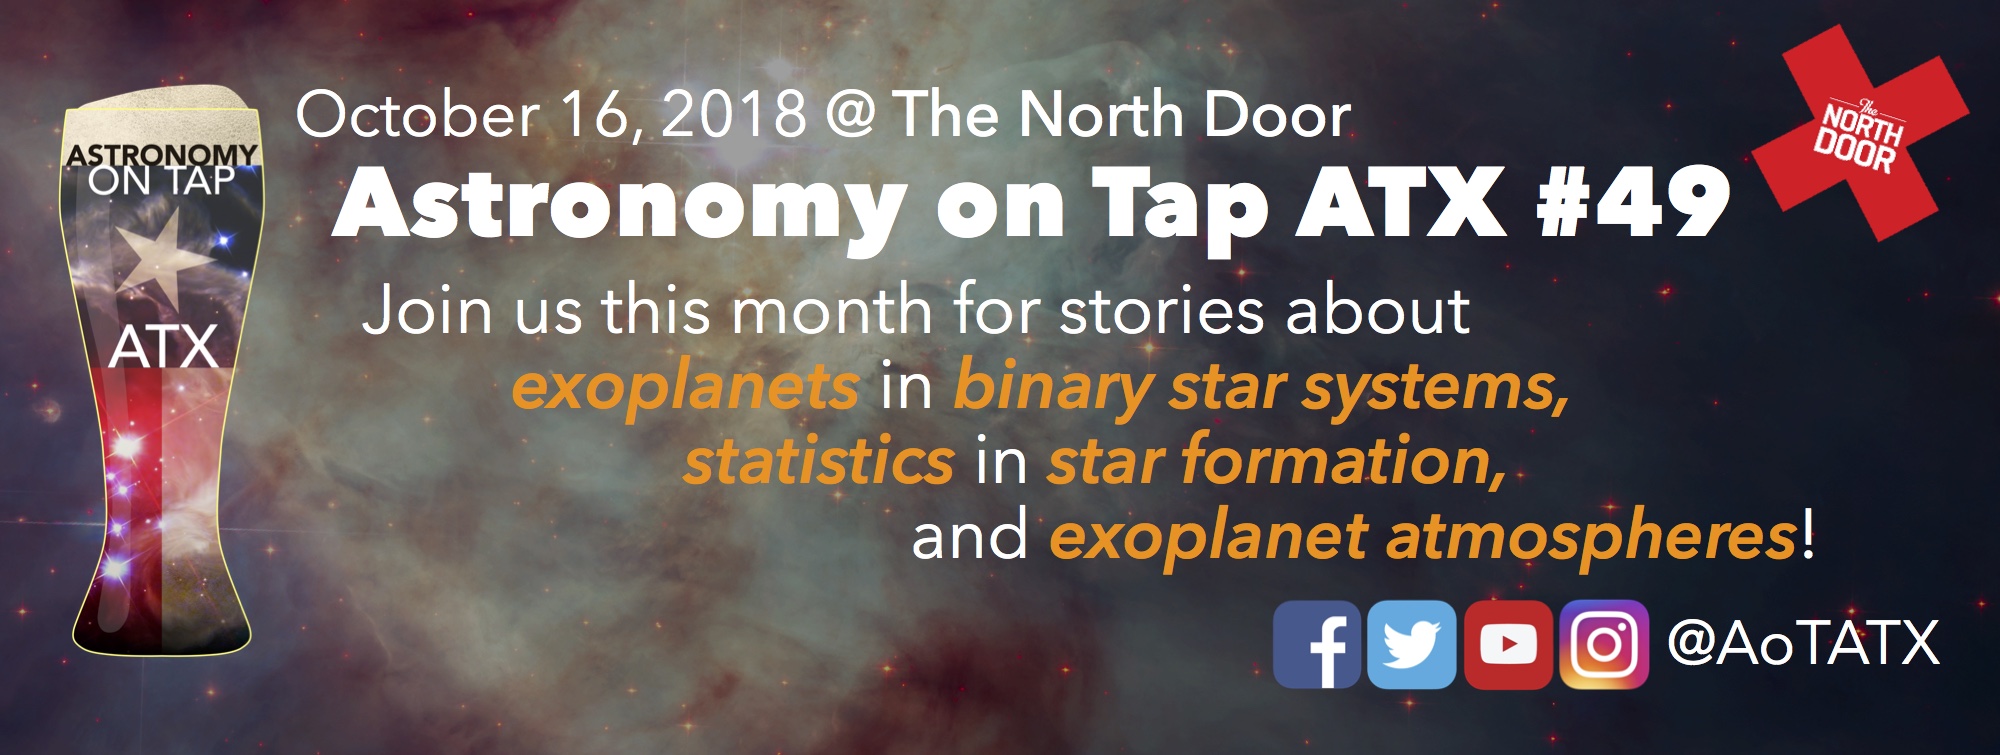 October 16, 2018 @ The North Door
Astronomy on Tap ATX #49
Join us this month for stories about
exoplanets in binary star systems,
statistics in star formation,
and exoplanet atmospheres!
@AoTATX
ASTRONOMY
ON TAP
ATX
The
NORTH
DOOR